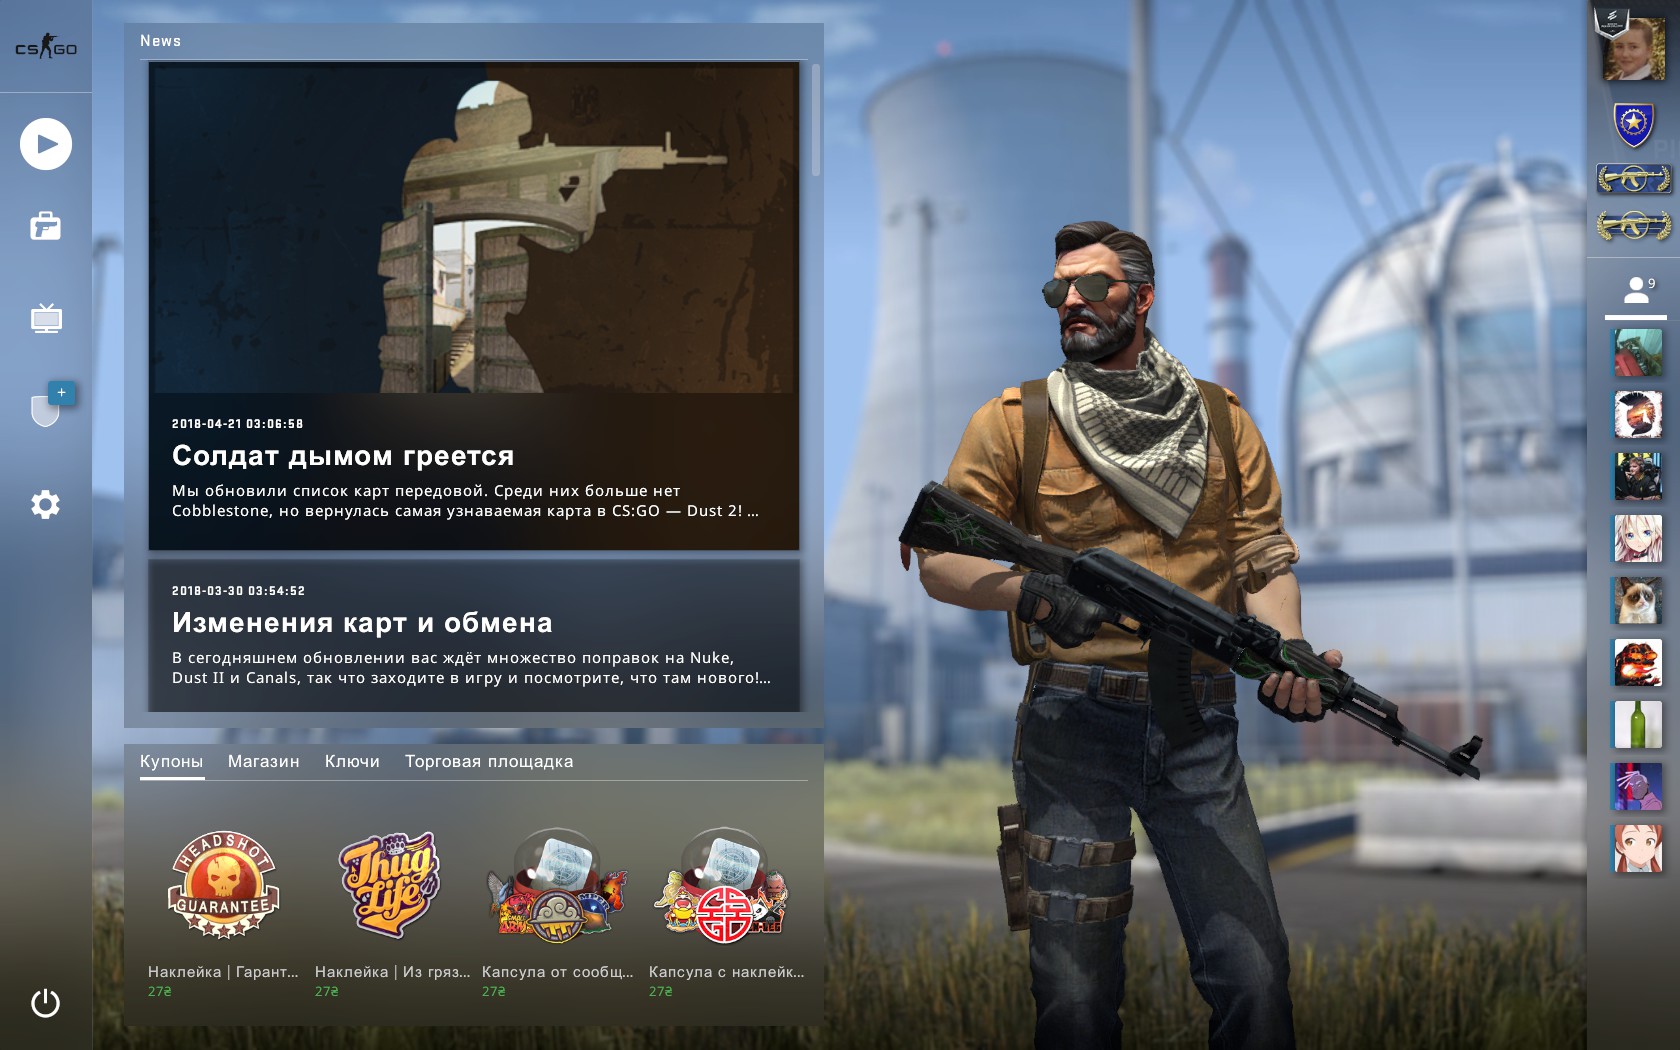 CS GO
News
2018-04-21 03:06:58
Солдат дымом греется
Мы обновили список карт передовой. Среди них больше нет
Cobblestone, но вернулась самая узнаваемая карта в CS:GO — Dust 2! ...
2018-03-30 03:54:52
Изменения карт и обмена
В сегодняшнем обновлении вас ждёт множество поправок на Nuke,
Dust II и Canals, так что заходите в игру и посмотрите, что там нового!...
Купоны Магазин Ключи Торговая площадка
HEADSHOT
GUARANTEE
Thug
Life
Наклейка | Гарант... Наклейка | Из гряз... Капсула от сообщ... Капсула с наклейк...
27₴ 27₴ 27₴ 27₴
9
+